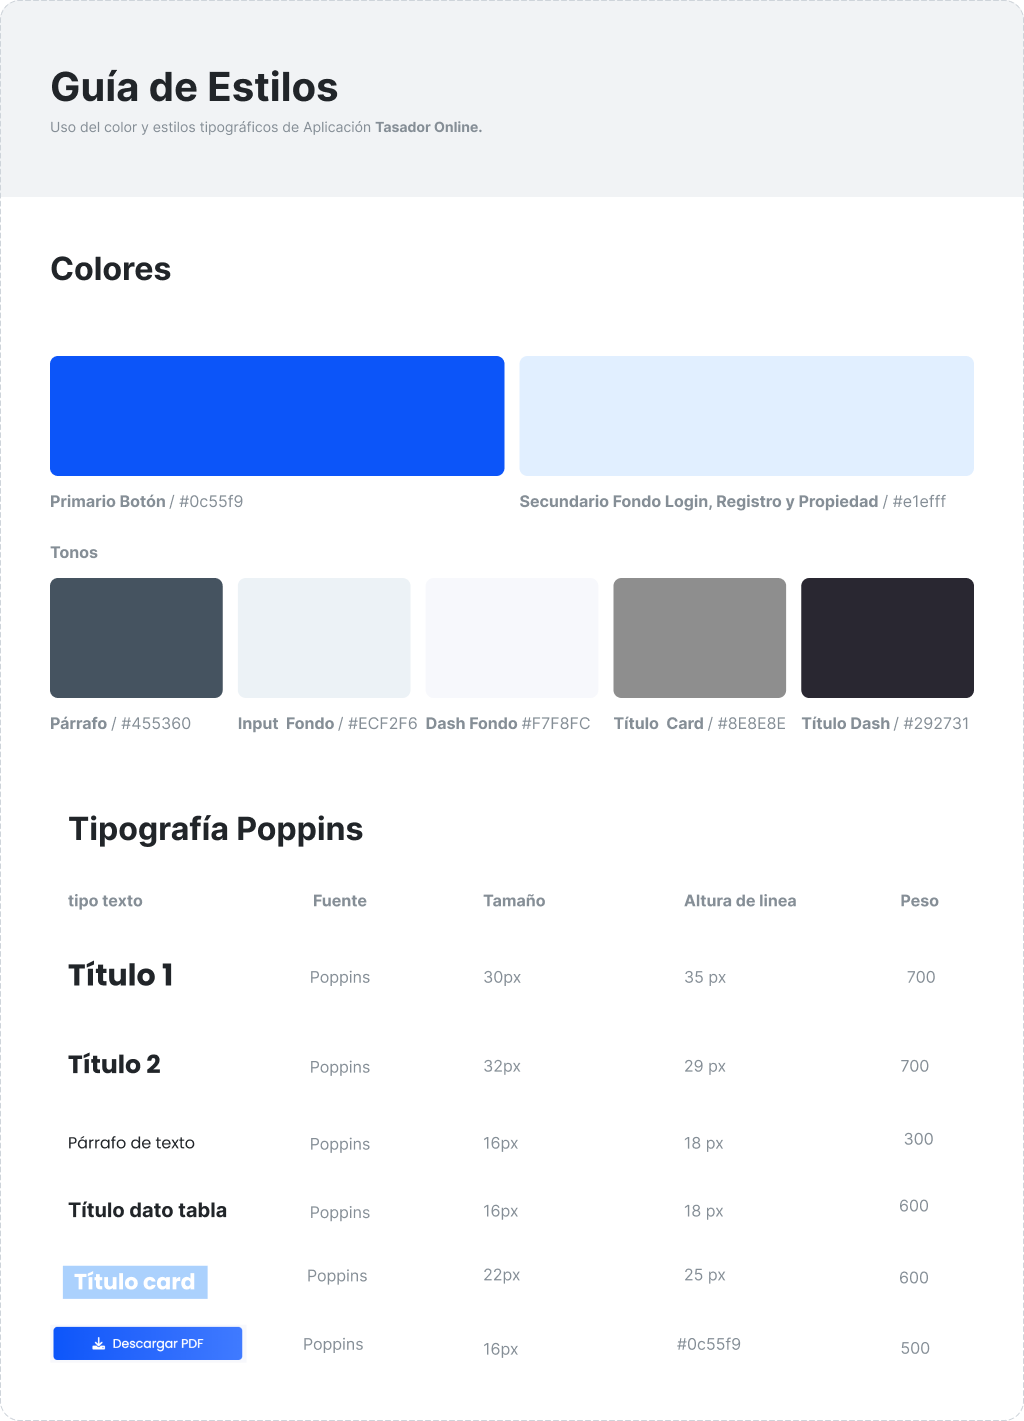 Guía de Estilos
Uso del color y estilos tipográficos de Aplicación Tasador Online.
Colores
Primario Botón / #0c55f9
Secundario Fondo Login, Registro y Propiedad / #e1efff
Tonos
Párrafo / #455360
Input Fondo / #ECF2F6
Dash Fondo #F7F8FC
Título Card / #8E8E8E
Título Dash / #292731
Tipografía Poppins
tipo texto Fuente Tamaño Altura de linea Peso
Título 1 Poppins 30px 35 px 700
Título 2 Poppins 32px 29 px 700
Párrafo de texto Poppins 16px 18 px 300
Título dato tabla Poppins 16px 18 px 600
Título card Poppins 22px 25 px 600
Descargar PDF Poppins 16px #0c55f9 500